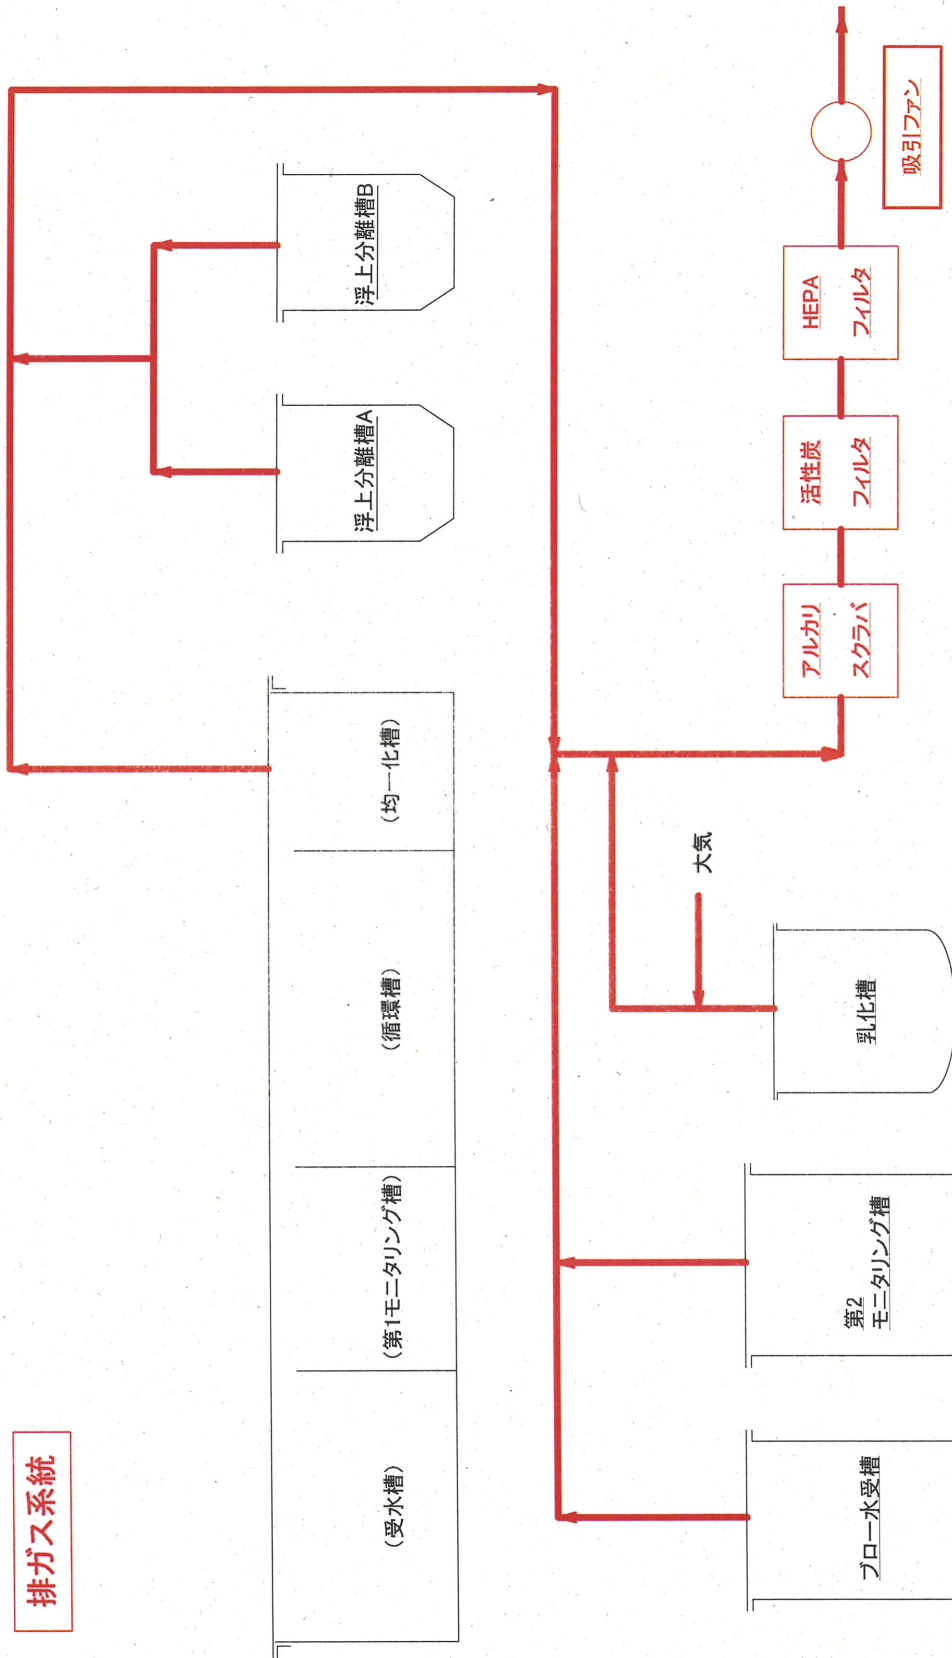 排ガス系統
(受水槽)
(第1モニタリング槽)
(循環槽)
(均一化槽)
浮上分離槽A
浮上分離槽B
ブロー水受槽
第2
モニタリング槽
乳化槽
大気
アルカリ
スクラバ
活性炭
フィルタ
HEPA
フィルタ
吸引ファン